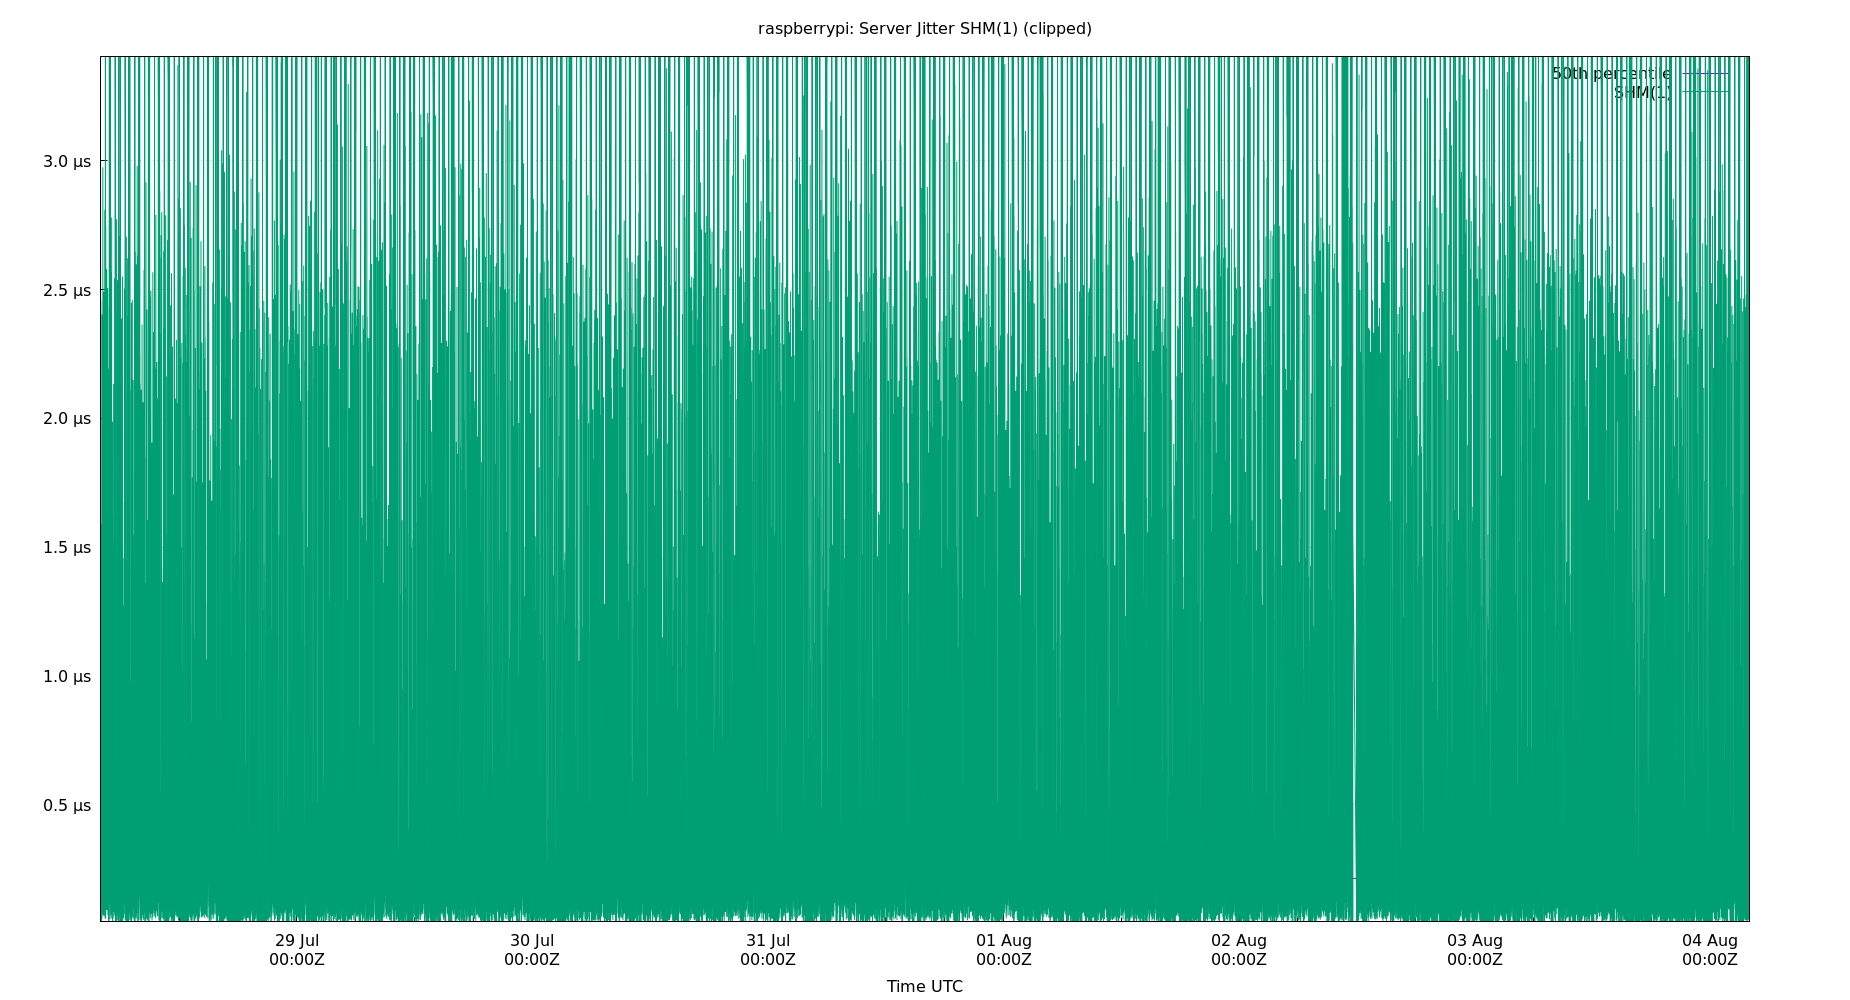 raspberrypi: Server Jitter SHM(1) (clipped)
50th percentile
SHM(1)
3.0 µs
2.5 µs
2.0 µs
1.5 µs
1.0 µs
0.5 µs
29 Jul 30 Jul 31 Jul 01 Aug 02 Aug 03 Aug 04 Aug
00:00Z 00:00Z 00:00Z 00:00Z 00:00Z 00:00Z 00:00Z
Time UTC